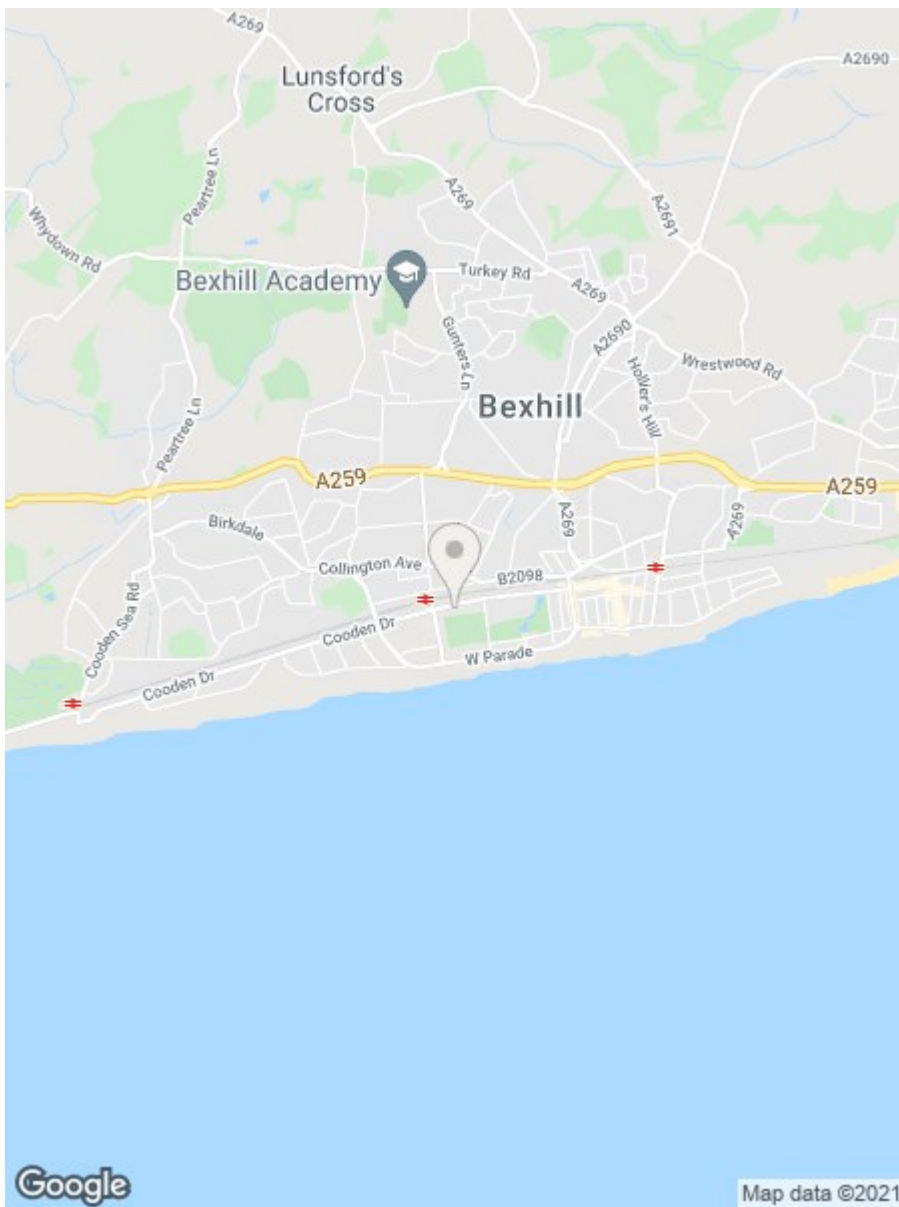 A269
A2690
Lunsford's
Cross
Peartree Ln
A269
A2691
Whydown Rd
Bexhill Academy
Turkey Rd
A269
A2690
Gunters Ln
Wrestwood Rd
Hollier's Hill
Bexhill
Peartree Ln
A259
A259
A269
A269
Birkdale
Collington Ave
B2098
Cooden Sea Rd
Cooden Dr
W Parade
Cooden Dr
Google
Map data ©2021